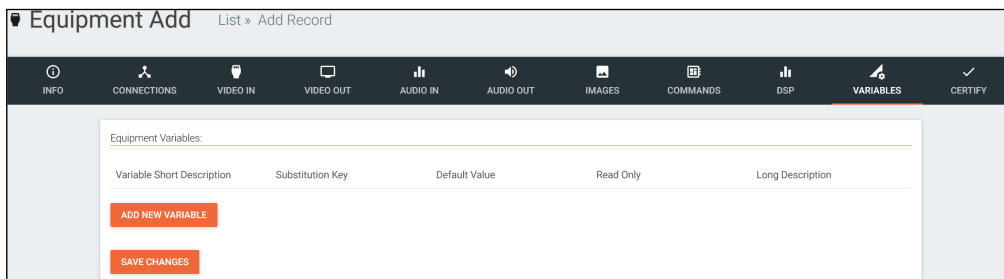 Equipment Add List » Add Record
INFO CONNECTIONS VIDEO IN VIDEO OUT AUDIO IN AUDIO OUT IMAGES COMMANDS DSP VARIABLES CERTIFY
Equipment Variables:
Variable Short Description Substitution Key Default Value Read Only Long Description
ADD NEW VARIABLE
SAVE CHANGES